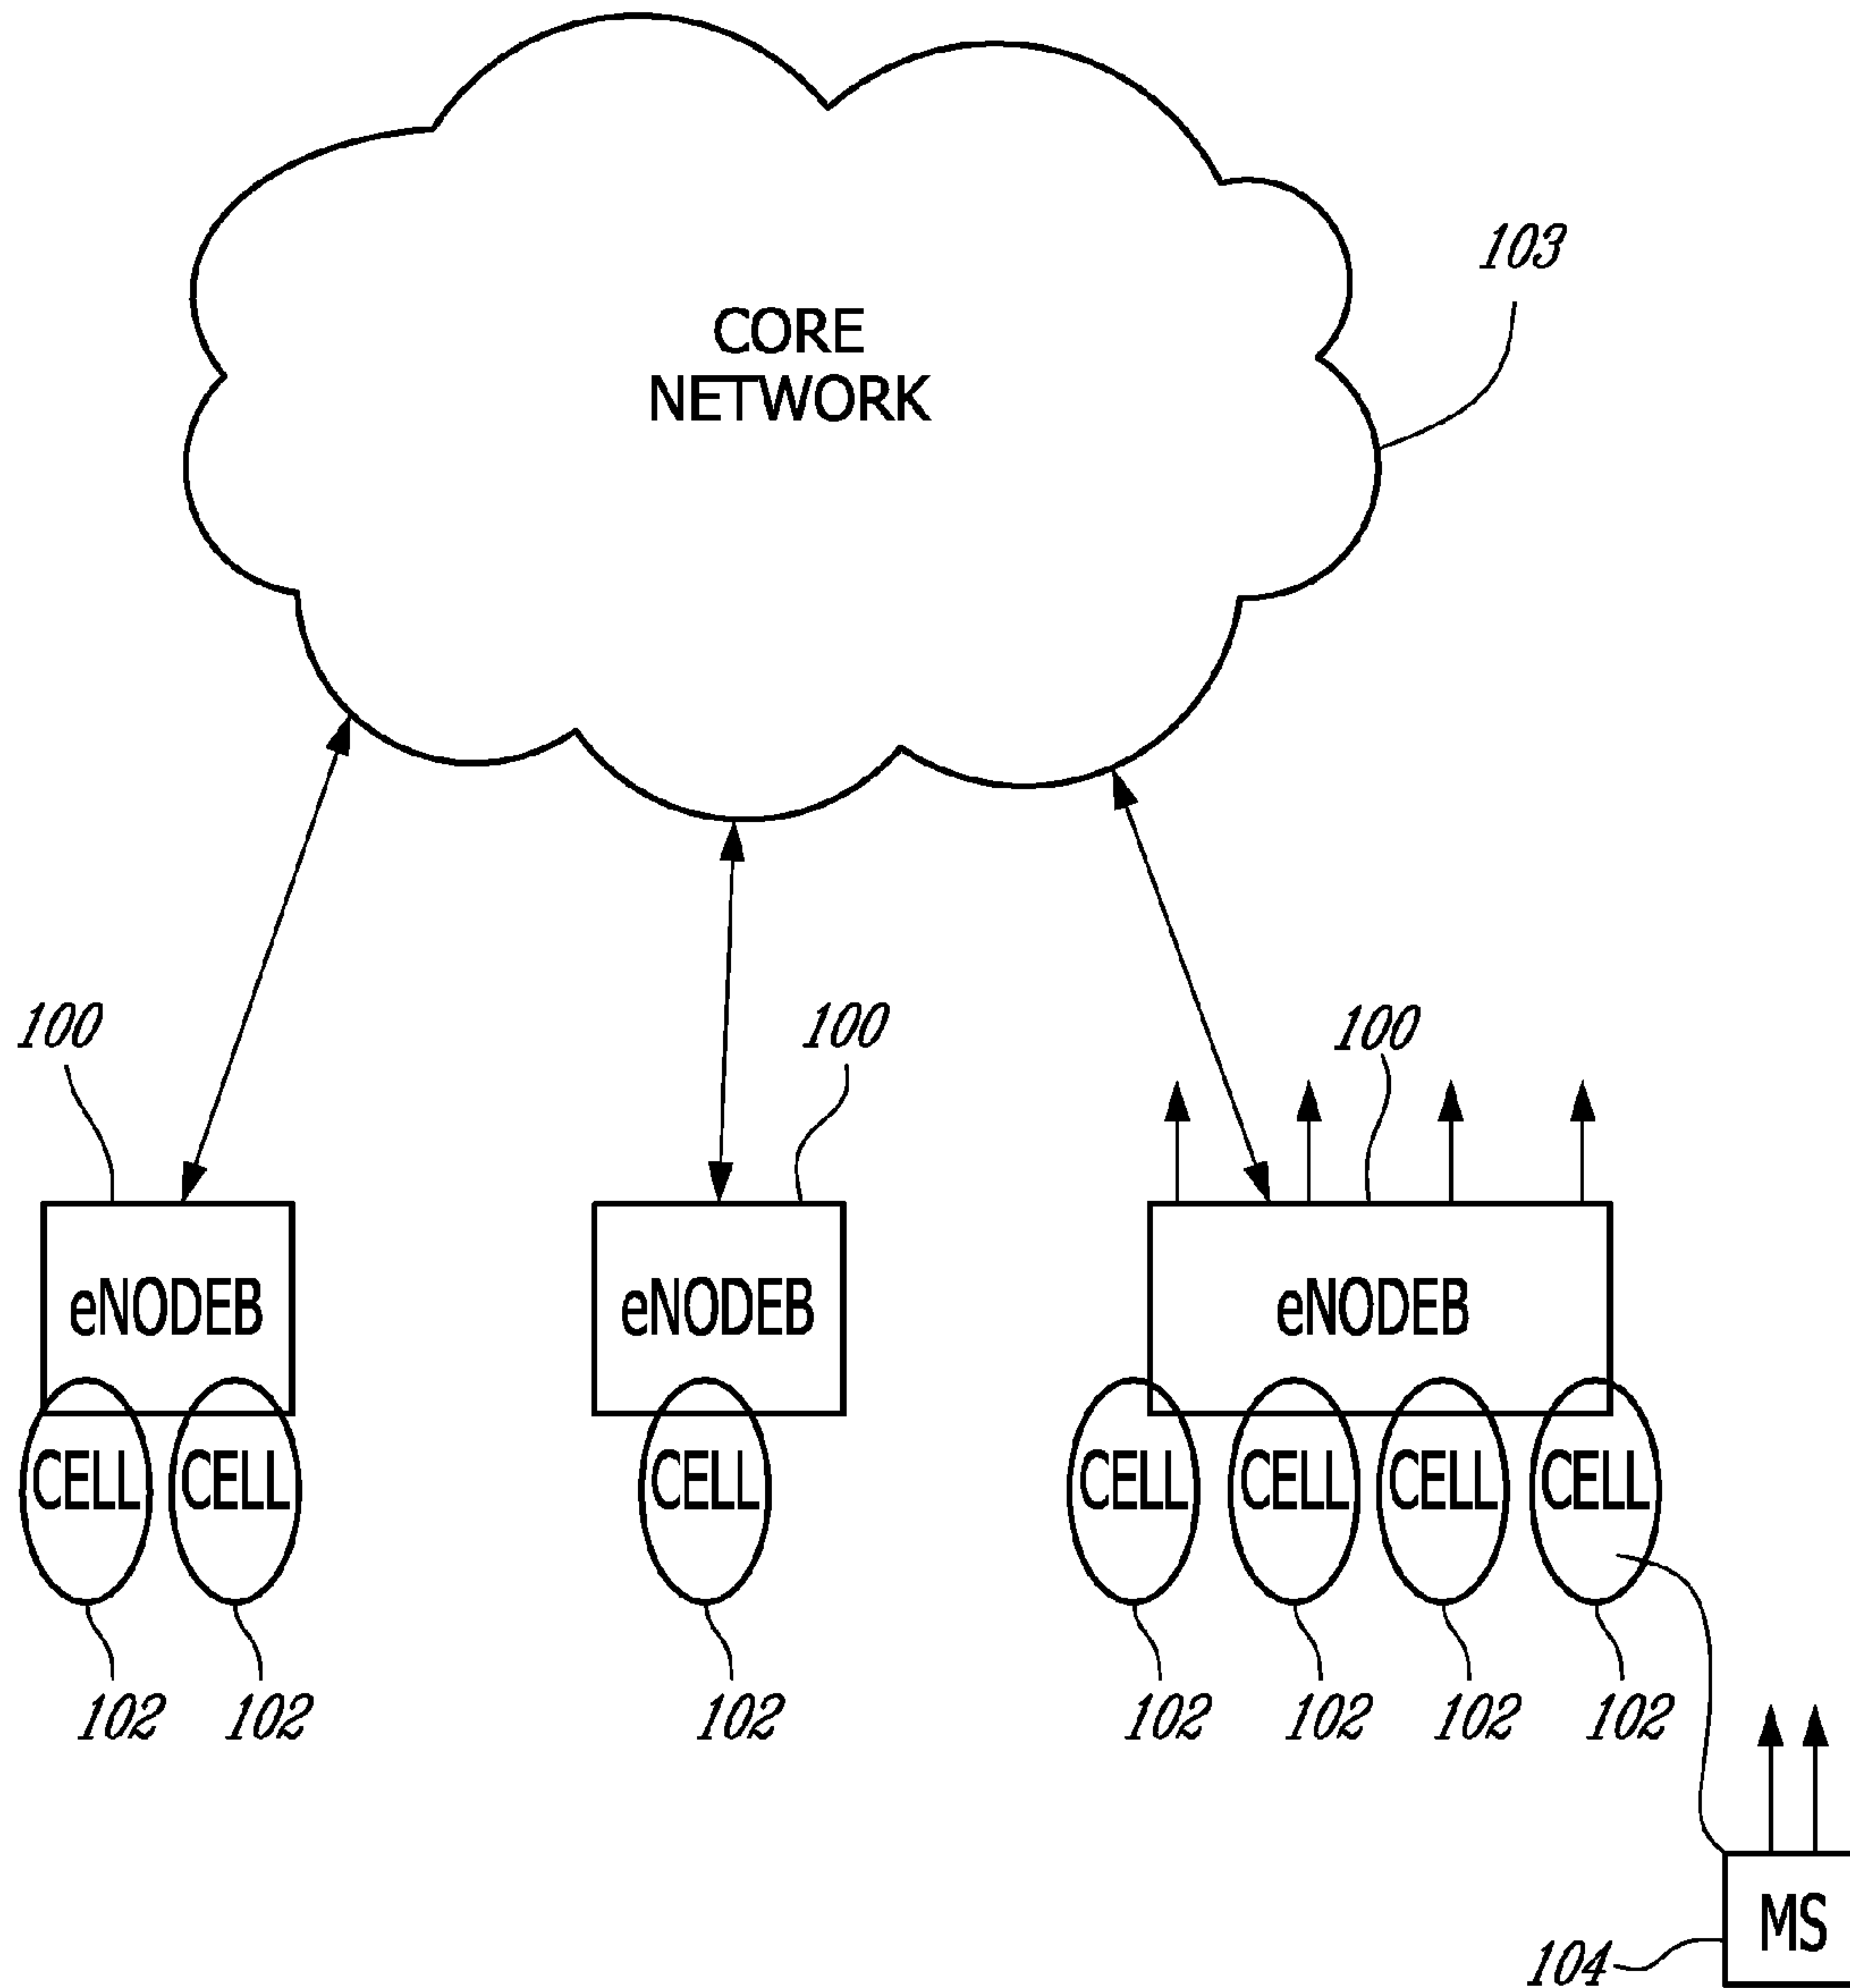 103
CORE
NETWORK
100 100 100
eNODEB eNODEB eNODEB
CELL CELL CELL CELL CELL CELL CELL
102 102 102 102 102 102 102
MS
104